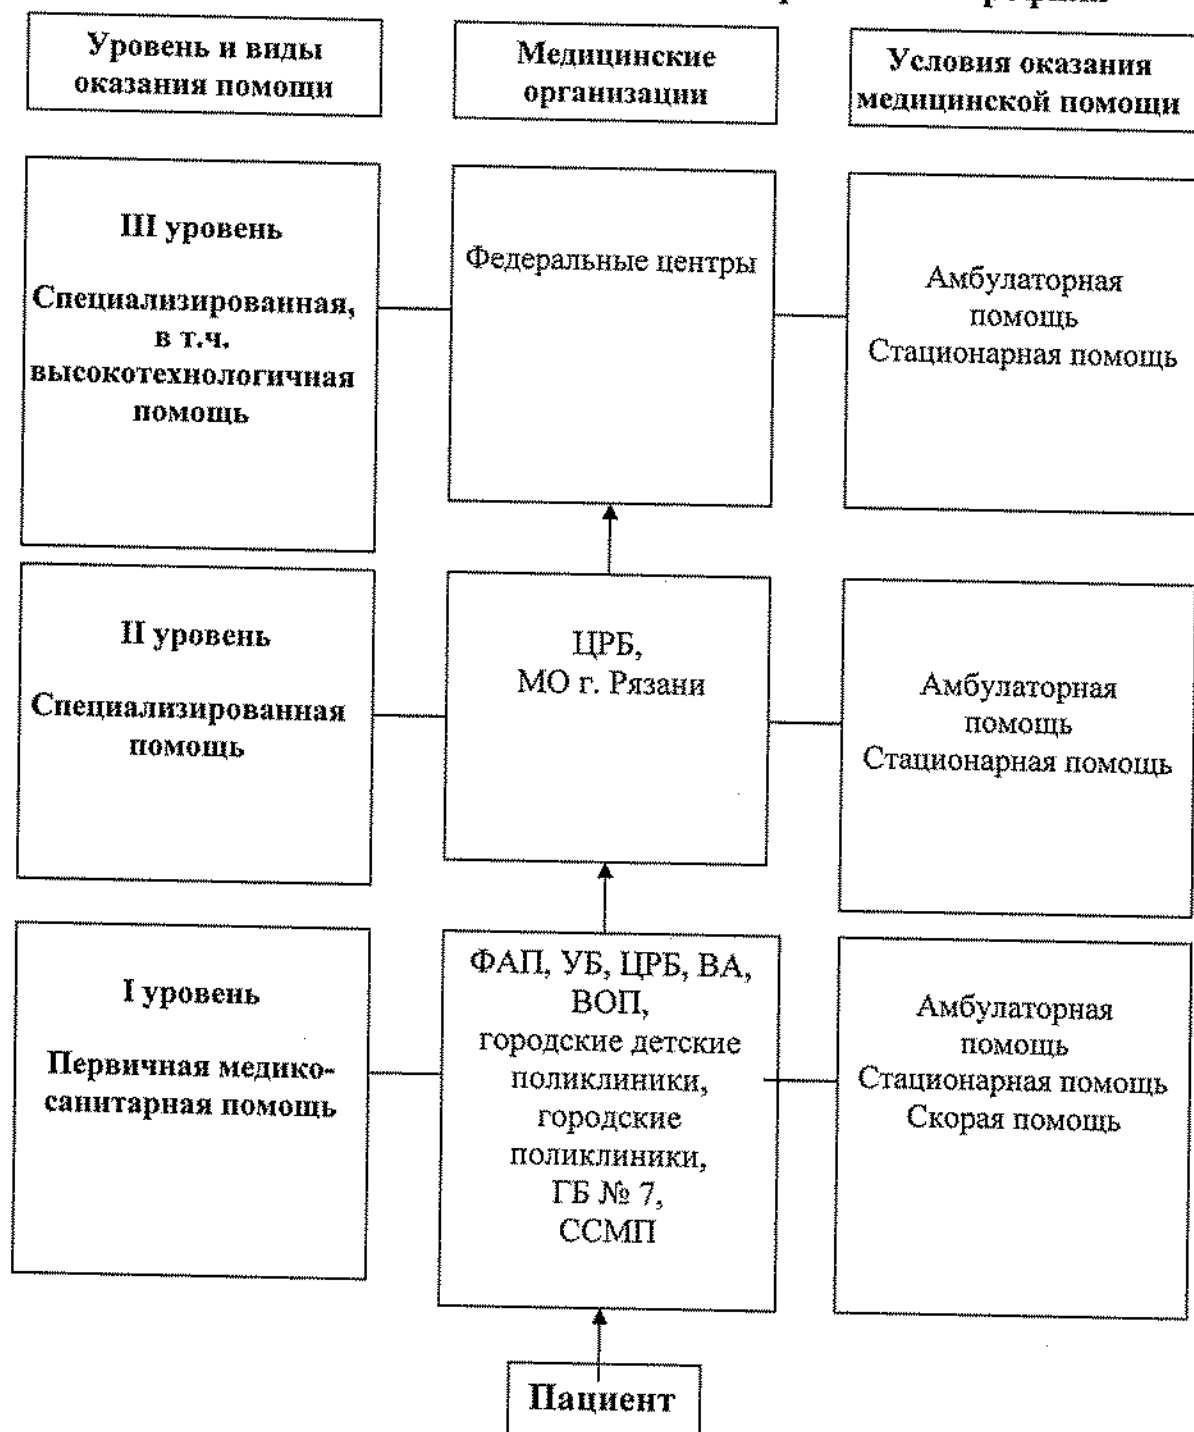 Уровень и виды
оказания помощи
Медицинские
организации
Условия оказания
медицинской помощи
III уровень
Специализированная,
в т.ч.
высокотехнологичная
помощь
Федеральные центры
Амбулаторная
помощь
Стационарная помощь
II уровень
Специализированная
помощь
ЦРБ,
МО г. Рязани
Амбулаторная
помощь
Стационарная помощь
I уровень
Первичная медико-
санитарная помощь
ФАП, УБ, ЦРБ, ВА,
ВОП,
городские детские
поликлиники,
городские
поликлиники,
ГБ № 7,
ССМП
Амбулаторная
помощь
Стационарная помощь
Скорая помощь
Пациент